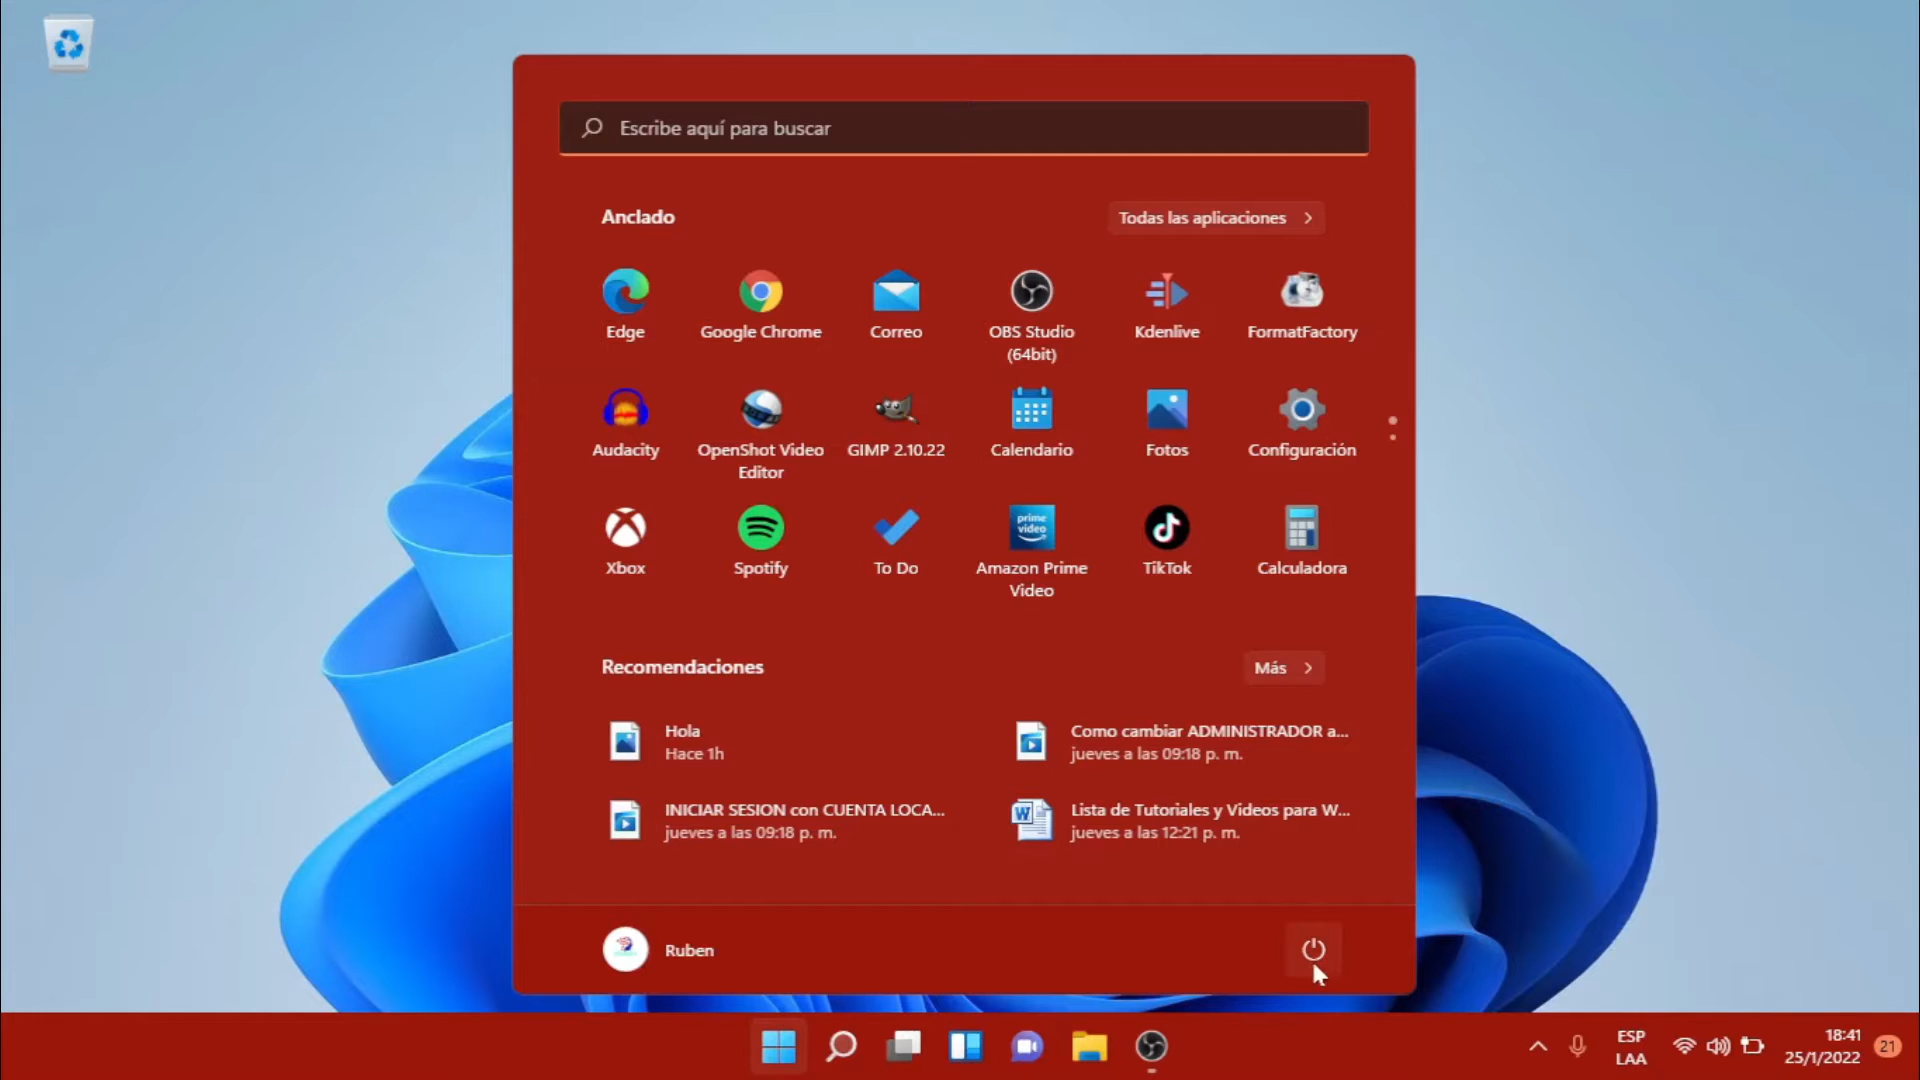 Escribe aquí para buscar
Anclado
Todas las aplicaciones
Edge
Google Chrome
Correo
OBS Studio
(64bit)
Kdenlive
FormatFactory
Audacity
OpenShot Video
Editor
GIMP 2.10.22
Calendario
Fotos
Configuración
Xbox
Spotify
To Do
prime
video
Amazon Prime
Video
TikTok
Calculadora
Recomendaciones
Más
Hola
Hace 1h
Como cambiar ADMINISTRADOR a...
jueves a las 09:18 p. m.
INICIAR SESION con CUENTA LOCA...
jueves a las 09:18 p. m.
Lista de Tutoriales y Videos para W...
jueves a las 12:21 p. m.
Ruben
ESP
LAA
18:41
25/1/2022
21